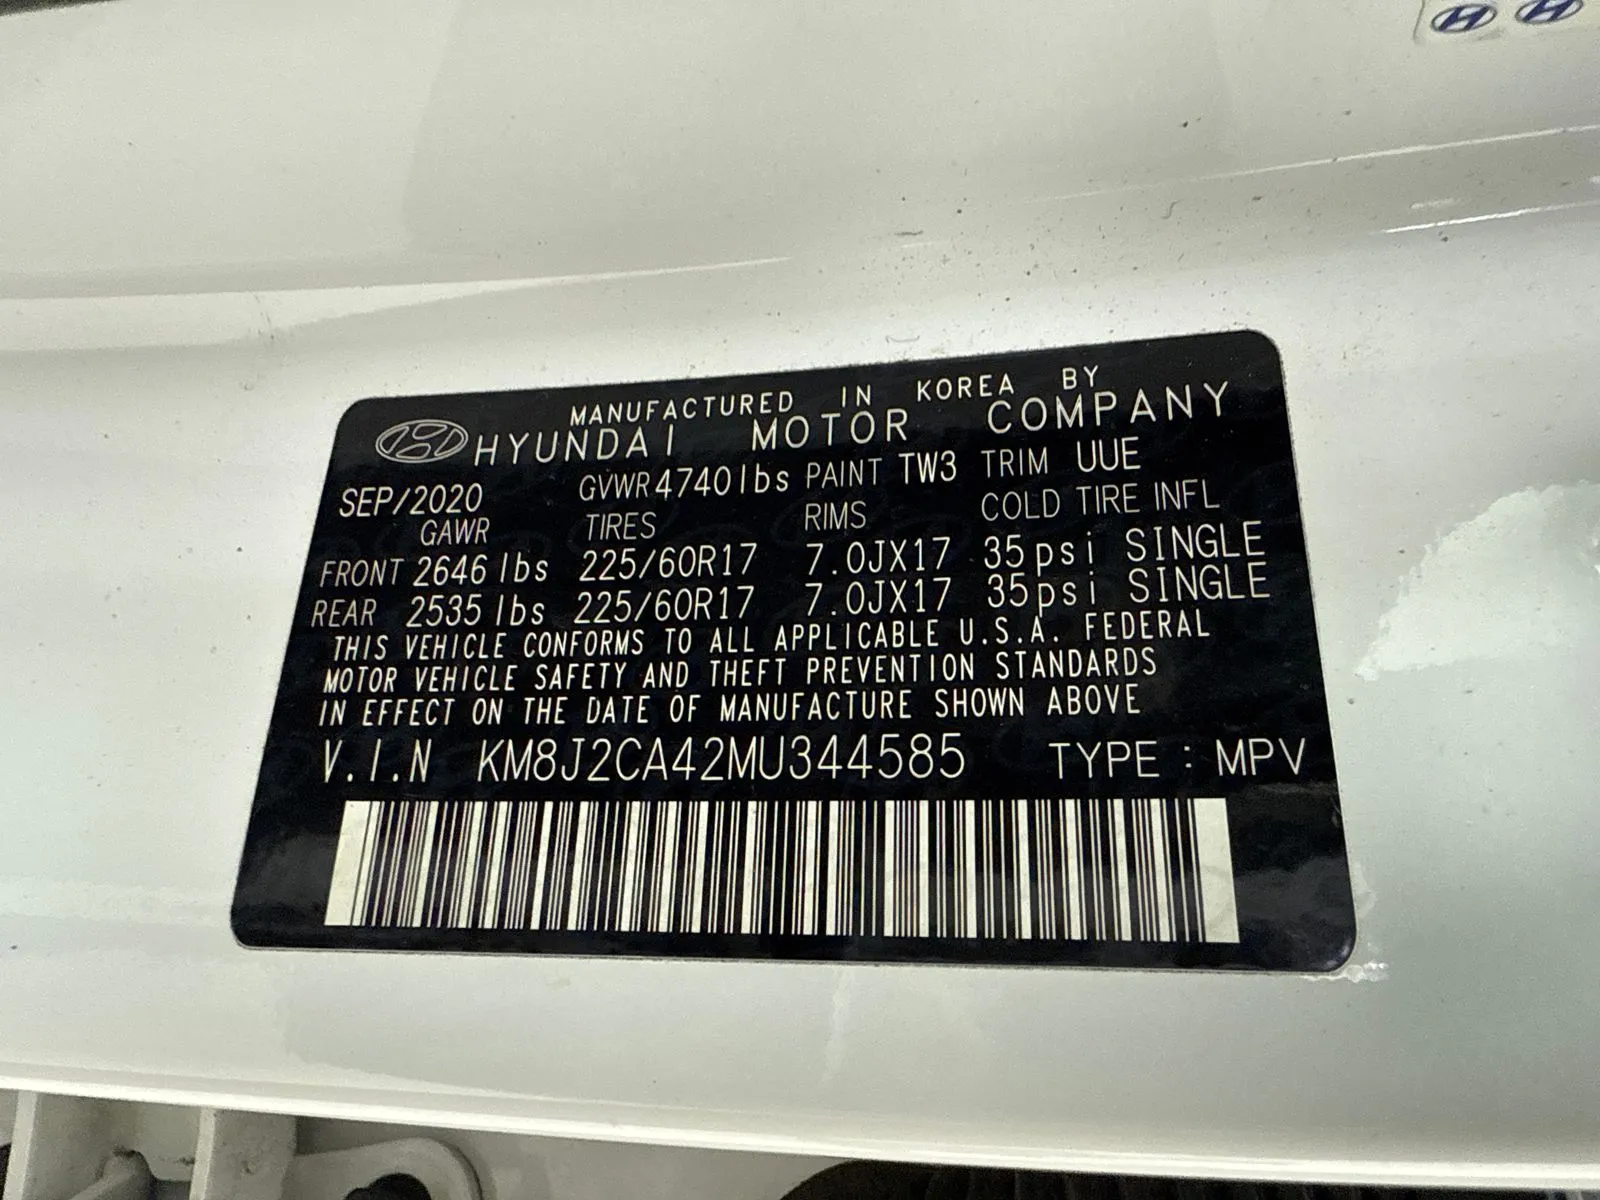 MANUFACTURED IN KOREA BY
HYUNDAI MOTOR COMPANY
SEP/2020 GVWR 4740lbs PAINT TW3 TRIM UUE
GAWR TIRES RIMS COLD TIRE INFL
FRONT 2646 lbs 225/60R17 7.0JX17 35psi SINGLE
REAR 2535 lbs 225/60R17 7.0JX17 35psi SINGLE
THIS VEHICLE CONFORMS TO ALL APPLICABLE U.S.A. FEDERAL
MOTOR VEHICLE SAFETY AND THEFT PREVENTION STANDARDS
IN EFFECT ON THE DATE OF MANUFACTURE SHOWN ABOVE
V.I.N KM8J2CA42MU344585 TYPE : MPV